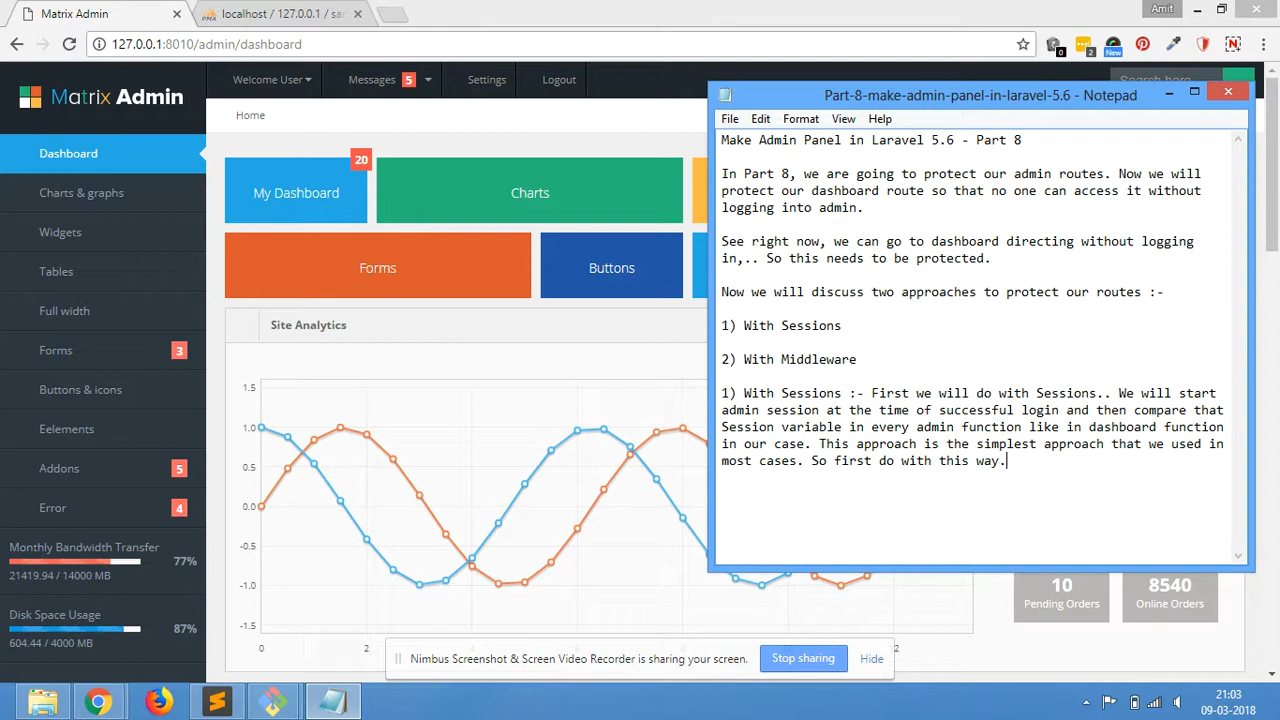 Matrix Admin
localhost / 127.0.0.1 / sar
Amit
127.0.0.1:8010/admin/dashboard
0
2
New
Matrix Admin
Welcome User
Messages 5
Settings
Logout
Search here
Home
Dashboard
Charts & graphs
Widgets
Tables
Full width
Forms 3
Buttons & icons
Eelements
Addons 5
Error 4
Monthly Bandwidth Transfer
77%
21419.94 / 14000 MB
Disk Space Usage
87%
604.44 / 4000 MB
20
My Dashboard
Charts
Forms
Buttons
Site Analytics
1.5
1.0
0.5
0.0
-0.5
-1.0
-1.5
0
2
4
6
8
2
10
Pending Orders
8540
Online Orders
Part-8-make-admin-panel-in-laravel-5.6 - Notepad
File Edit Format View Help
Make Admin Panel in Laravel 5.6 - Part 8
In Part 8, we are going to protect our admin routes. Now we will
protect our dashboard route so that no one can access it without
logging into admin.
See right now, we can go to dashboard directing without logging
in,.. So this needs to be protected.
Now we will discuss two approaches to protect our routes :-
1) With Sessions
2) With Middleware
1) With Sessions :- First we will do with Sessions.. We will start
admin session at the time of successful login and then compare that
Session variable in every admin function like in dashboard function
in our case. This approach is the simplest approach that we used in
most cases. So first do with this way.
Nimbus Screenshot & Screen Video Recorder is sharing your screen.
Stop sharing
Hide
21:03
09-03-2018